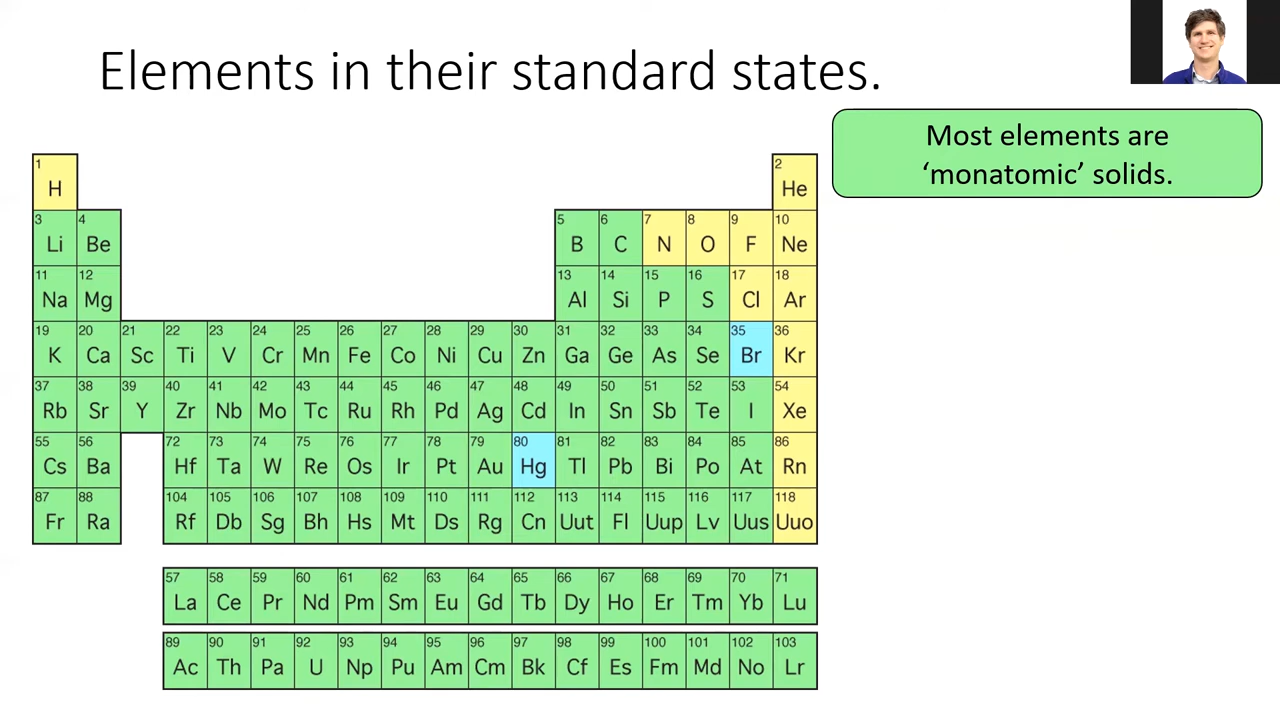 Elements in their standard states.
Most elements are
‘monatomic’ solids.
1 2
H He
3 4 5 6 7 8 9 10
Li Be B C N O F Ne
11 12 13 14 15 16 17 18
Na Mg Al Si P S Cl Ar
19 20 21 22 23 24 25 26 27 28 29 30 31 32 33 34 35 36
K Ca Sc Ti V Cr Mn Fe Co Ni Cu Zn Ga Ge As Se Br Kr
37 38 39 40 41 42 43 44 45 46 47 48 49 50 51 52 53 54
Rb Sr Y Zr Nb Mo Tc Ru Rh Pd Ag Cd In Sn Sb Te I Xe
55 56 72 73 74 75 76 77 78 79 80 81 82 83 84 85 86
Cs Ba Hf Ta W Re Os Ir Pt Au Hg Tl Pb Bi Po At Rn
87 88 104 105 106 107 108 109 110 111 112 113 114 115 116 117 118
Fr Ra Rf Db Sg Bh Hs Mt Ds Rg Cn Uut Fl Uup Lv Uus Uuo
57 58 59 60 61 62 63 64 65 66 67 68 69 70 71
La Ce Pr Nd Pm Sm Eu Gd Tb Dy Ho Er Tm Yb Lu
89 90 91 92 93 94 95 96 97 98 99 100 101 102 103
Ac Th Pa U Np Pu Am Cm Bk Cf Es Fm Md No Lr